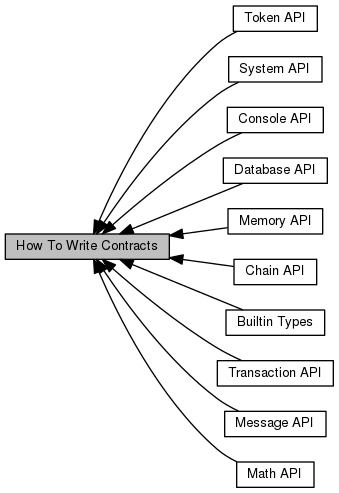 Token API
System API
Console API
Database API
Memory API
How To Write Contracts
Chain API
Builtin Types
Transaction API
Message API
Math API